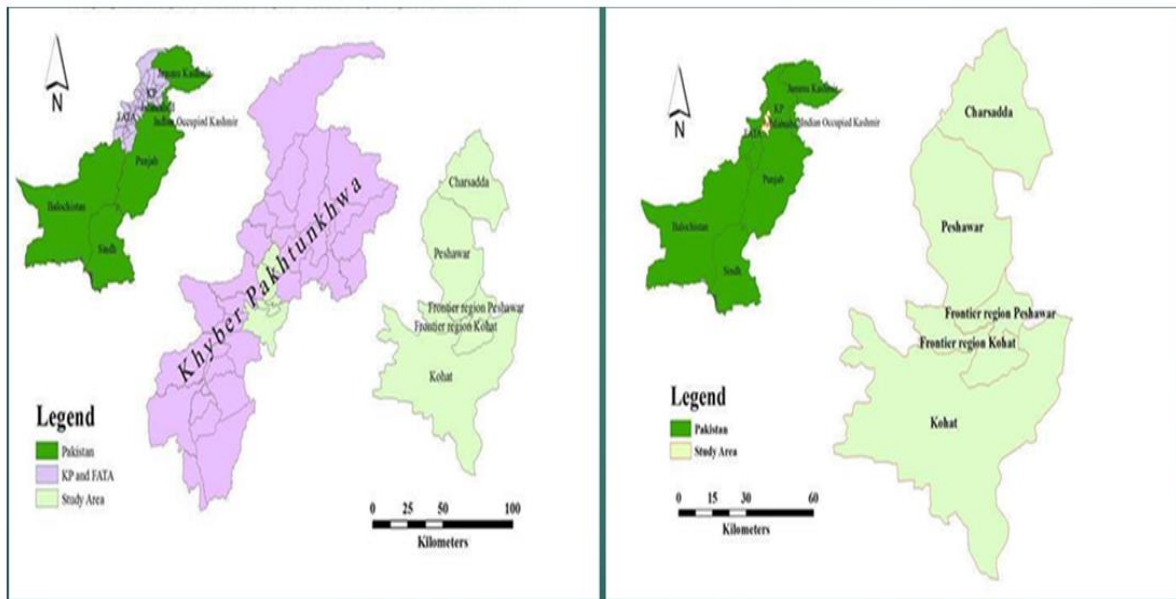 Jammu Kashmir
KP
FATA
Indian Occupied Kashmir
Punjab
Balochistan
Sindh
N
Khyber Pakhtunkhwa
Charsadda
Peshawar
Frontier region Peshawar
Frontier region Kohat
Kohat
Legend
Pakistan
KP and FATA
Study Area
0 25 50 100
Kilometers
Jammu Kashmir
KP
Indian Occupied Kashmir
FATA
Punjab
Balochistan
Sindh
N
Charsadda
Peshawar
Frontier region Peshawar
Frontier region Kohat
Kohat
Legend
Pakistan
Study Area
0 15 30 60
Kilometers